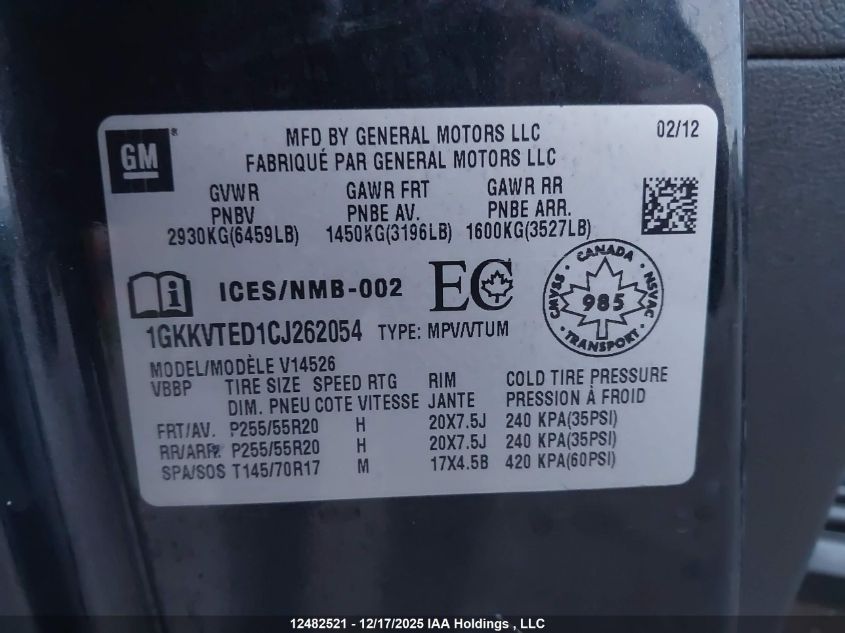 GM ®
MFD BY GENERAL MOTORS LLC 02/12
FABRIQUÉ PAR GENERAL MOTORS LLC
GVWR GAWR FRT GAWR RR
PNBV PNBE AV. PNBE ARR.
2930KG(6459LB) 1450KG(3196LB) 1600KG(3527LB)
i ICES/NMB-002 EC
CANADA
CMVSS 985 NSVAC
TRANSPORT
1GKKVTED1CJ262054 TYPE: MPV/VTUM
MODEL/MODÈLE V14526
VBBP TIRE SIZE SPEED RTG RIM COLD TIRE PRESSURE
DIM. PNEU COTE VITESSE JANTE PRESSION À FROID
FRT/AV. P255/55R20 H 20X7.5J 240 KPA(35PSI)
RR/ARR. P255/55R20 H 20X7.5J 240 KPA(35PSI)
SPA/SOS T145/70R17 M 17X4.5B 420 KPA(60PSI)
12482521 - 12/17/2025 IAA Holdings , LLC